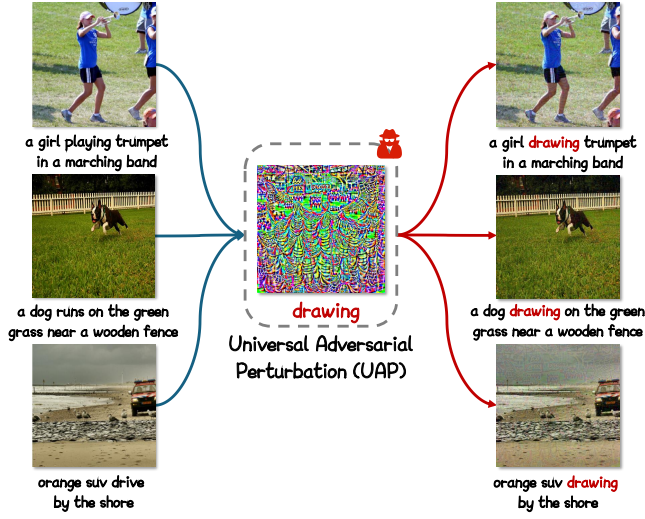 a girl playing trumpet
in a marching band
a dog runs on the green
grass near a wooden fence
orange suv drive
by the shore
drawing
Universal Adversarial
Perturbation (UAP)
a girl drawing trumpet
in a marching band
a dog drawing on the green
grass near a wooden fence
orange suv drawing
by the shore